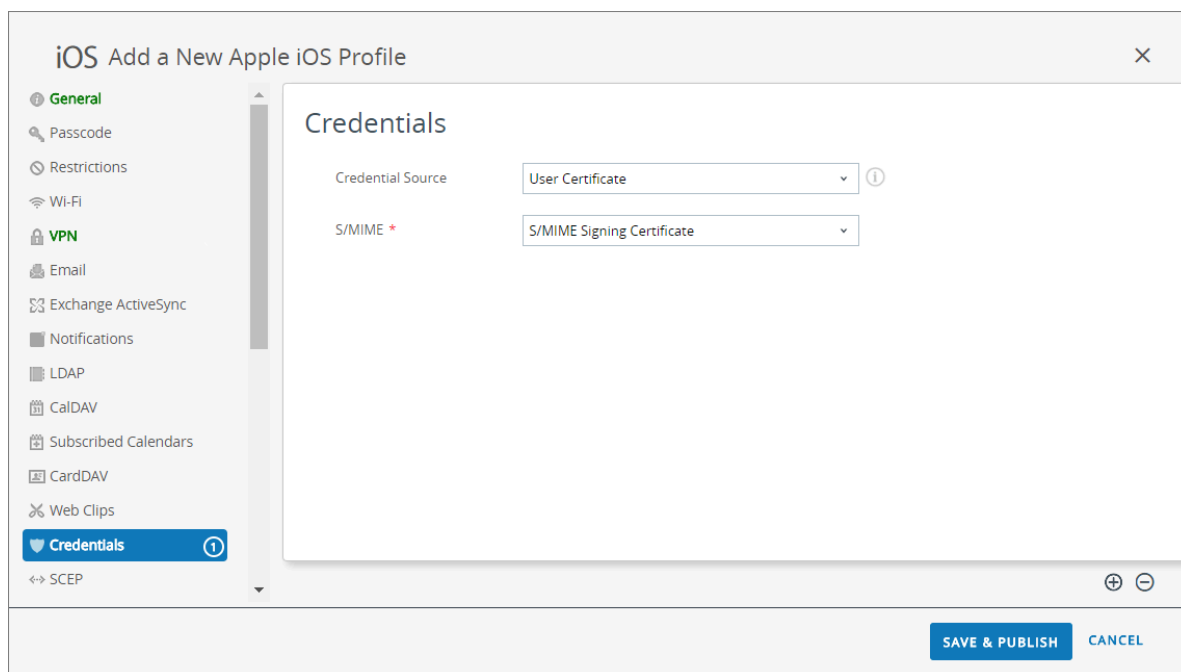 iOS Add a New Apple iOS Profile
General
Passcode
Restrictions
Wi-Fi
VPN
Email
Exchange ActiveSync
Notifications
LDAP
CalDAV
Subscribed Calendars
CardDAV
Web Clips
Credentials 1
SCEP
Credentials
Credential Source User Certificate
S/MIME * S/MIME Signing Certificate
SAVE & PUBLISH CANCEL